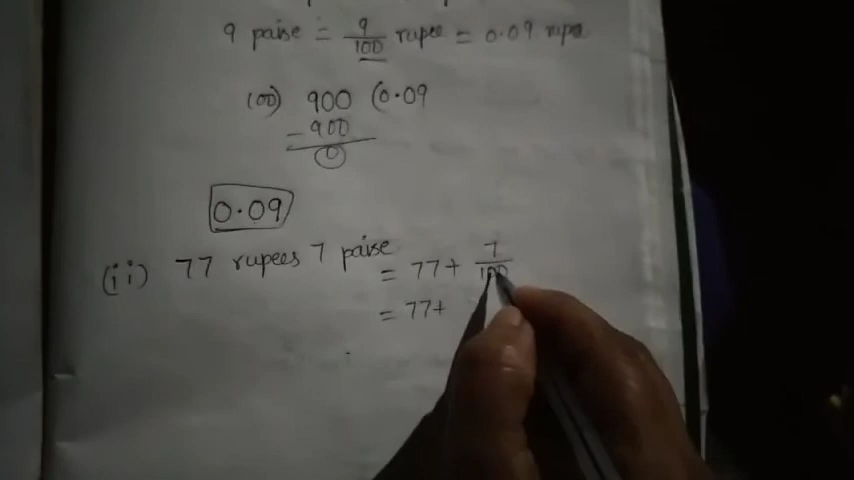 9 paise = 9/100 rupee = 0.09 rupee
100) 900 (0.09
- 900
0
0.09
(ii) 77 rupees 7 paise
= 77 + 7/100
= 77 +